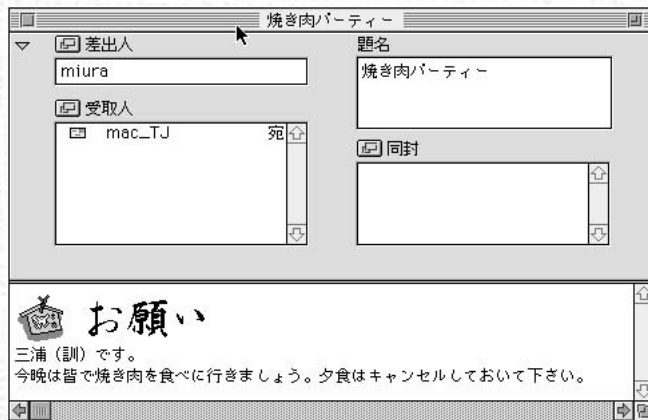 焼き肉パーティー
差出人
miura
題名
焼き肉パーティー
受取人
mac_TJ 宛
同封
お願い
三浦（訓）です。
今晩は皆で焼き肉を食べに行きましょう。夕食はキャンセルしておいて下さい。